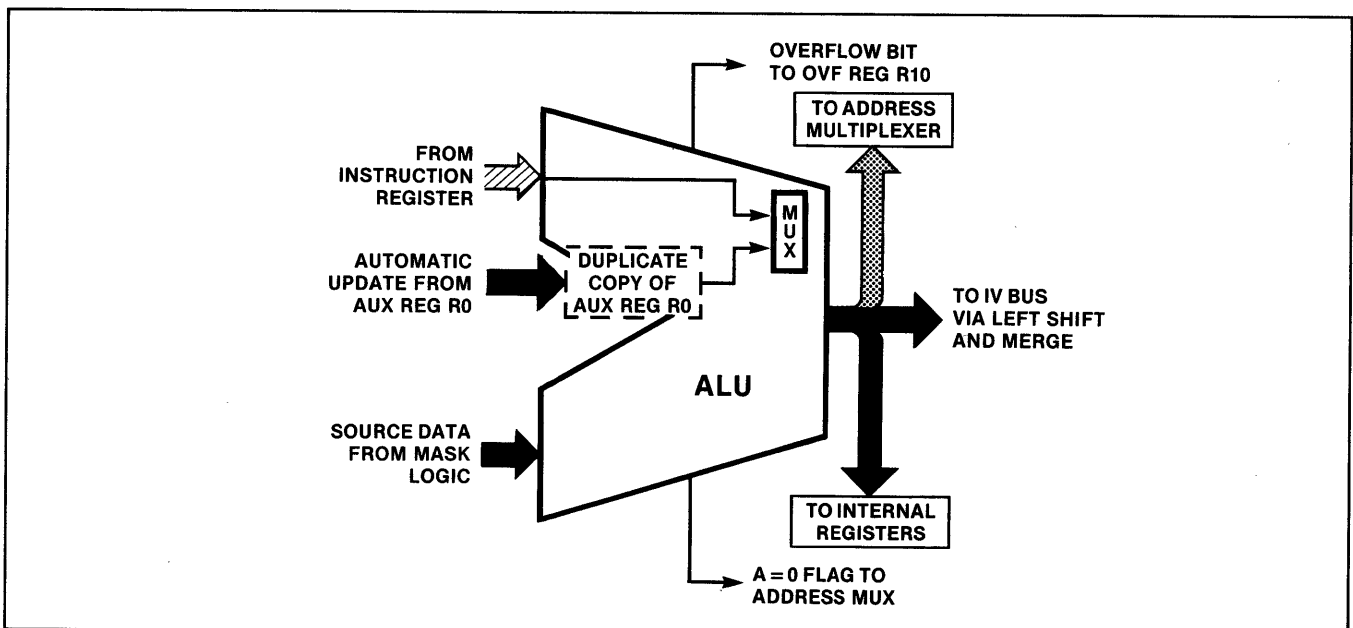 OVERFLOW BIT
TO OVF REG R10
TO ADDRESS
MULTIPLEXER
FROM
INSTRUCTION
REGISTER
M
U
X
AUTOMATIC
UPDATE FROM
AUX REG R0
DUPLICATE
COPY OF
AUX REG R0
TO IV BUS
VIA LEFT SHIFT
AND MERGE
ALU
SOURCE DATA
FROM MASK
LOGIC
TO INTERNAL
REGISTERS
A = 0 FLAG TO
ADDRESS MUX